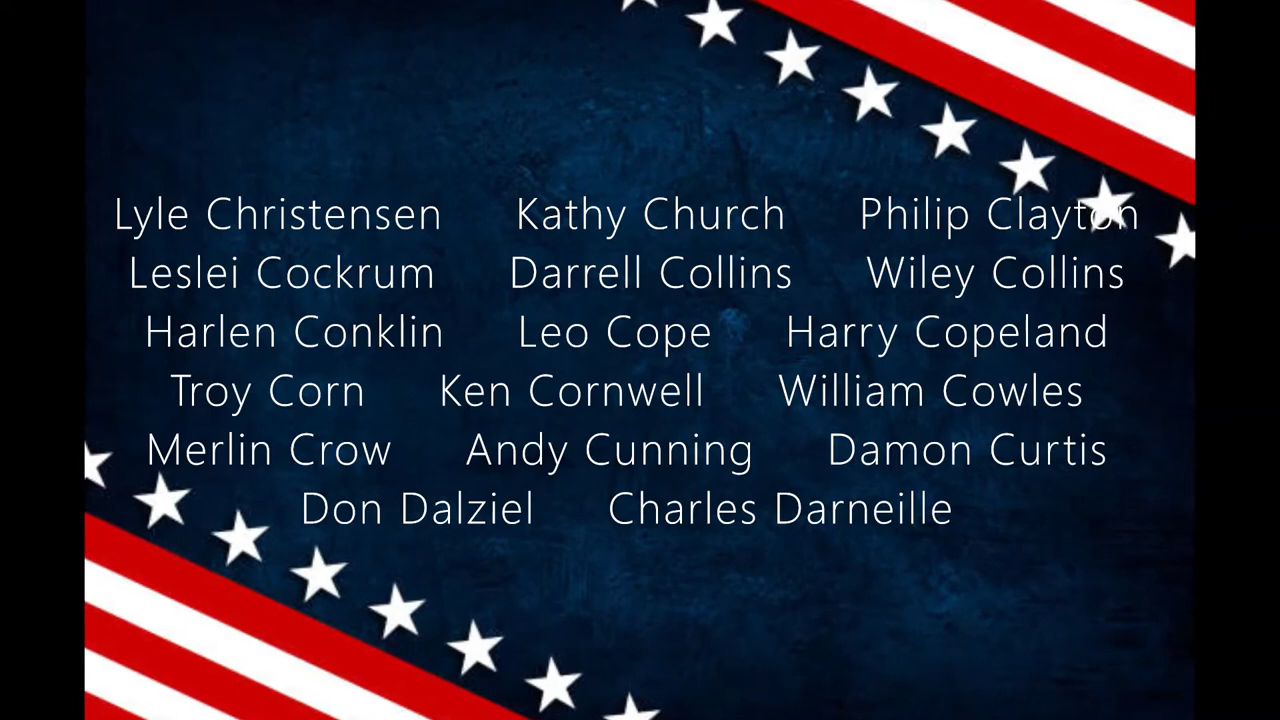 Lyle Christensen Kathy Church Philip Clayton
Leslei Cockrum Darrell Collins Wiley Collins
Harlen Conklin Leo Cope Harry Copeland
Troy Corn Ken Cornwell William Cowles
Merlin Crow Andy Cunning Damon Curtis
Don Dalziel Charles Darneille